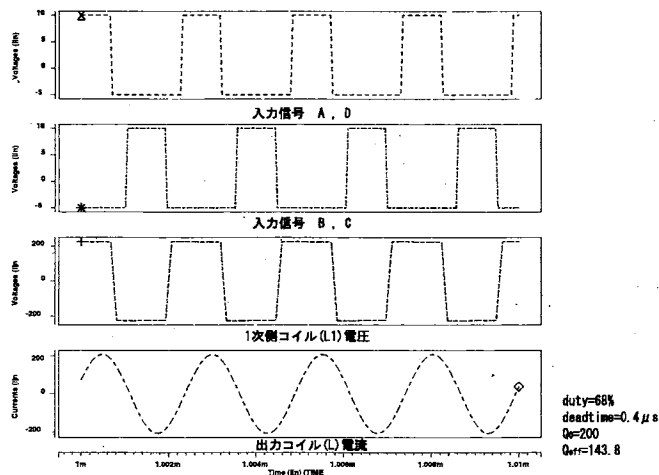 Voltages (lin)
10
5
0
-5
入力信号 A , D
Voltages (lin)
10
5
0
-5
入力信号 B , C
Voltages (lin)
200
0
-200
1次側コイル(L1)電圧
Currents (lin)
200
0
-200
出力コイル(L)電流
1m
1.002m
1.004m
1.006m
1.008m
1.01m
Time (lin) (TIME)
duty=68%
deadtime=0.4μs
Q0=200
Qeff=143.8